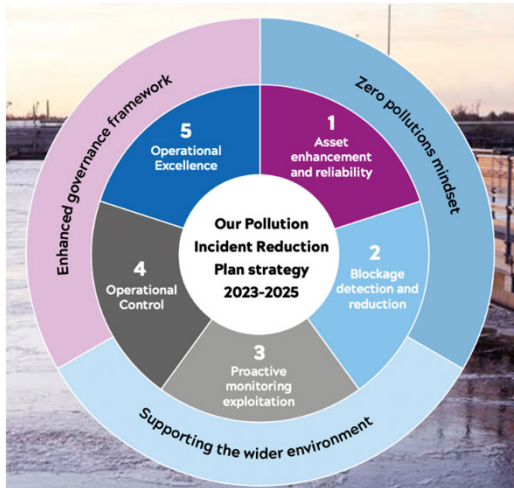 Our Pollution
Incident Reduction
Plan strategy
2023-2025
1
Asset
enhancement
and reliability
2
Blockage
detection and
reduction
3
Proactive
monitoring
exploitation
4
Operational
Control
5
Operational
Excellence
Enhanced governance framework
Zero pollutions mindset
Supporting the wider environment